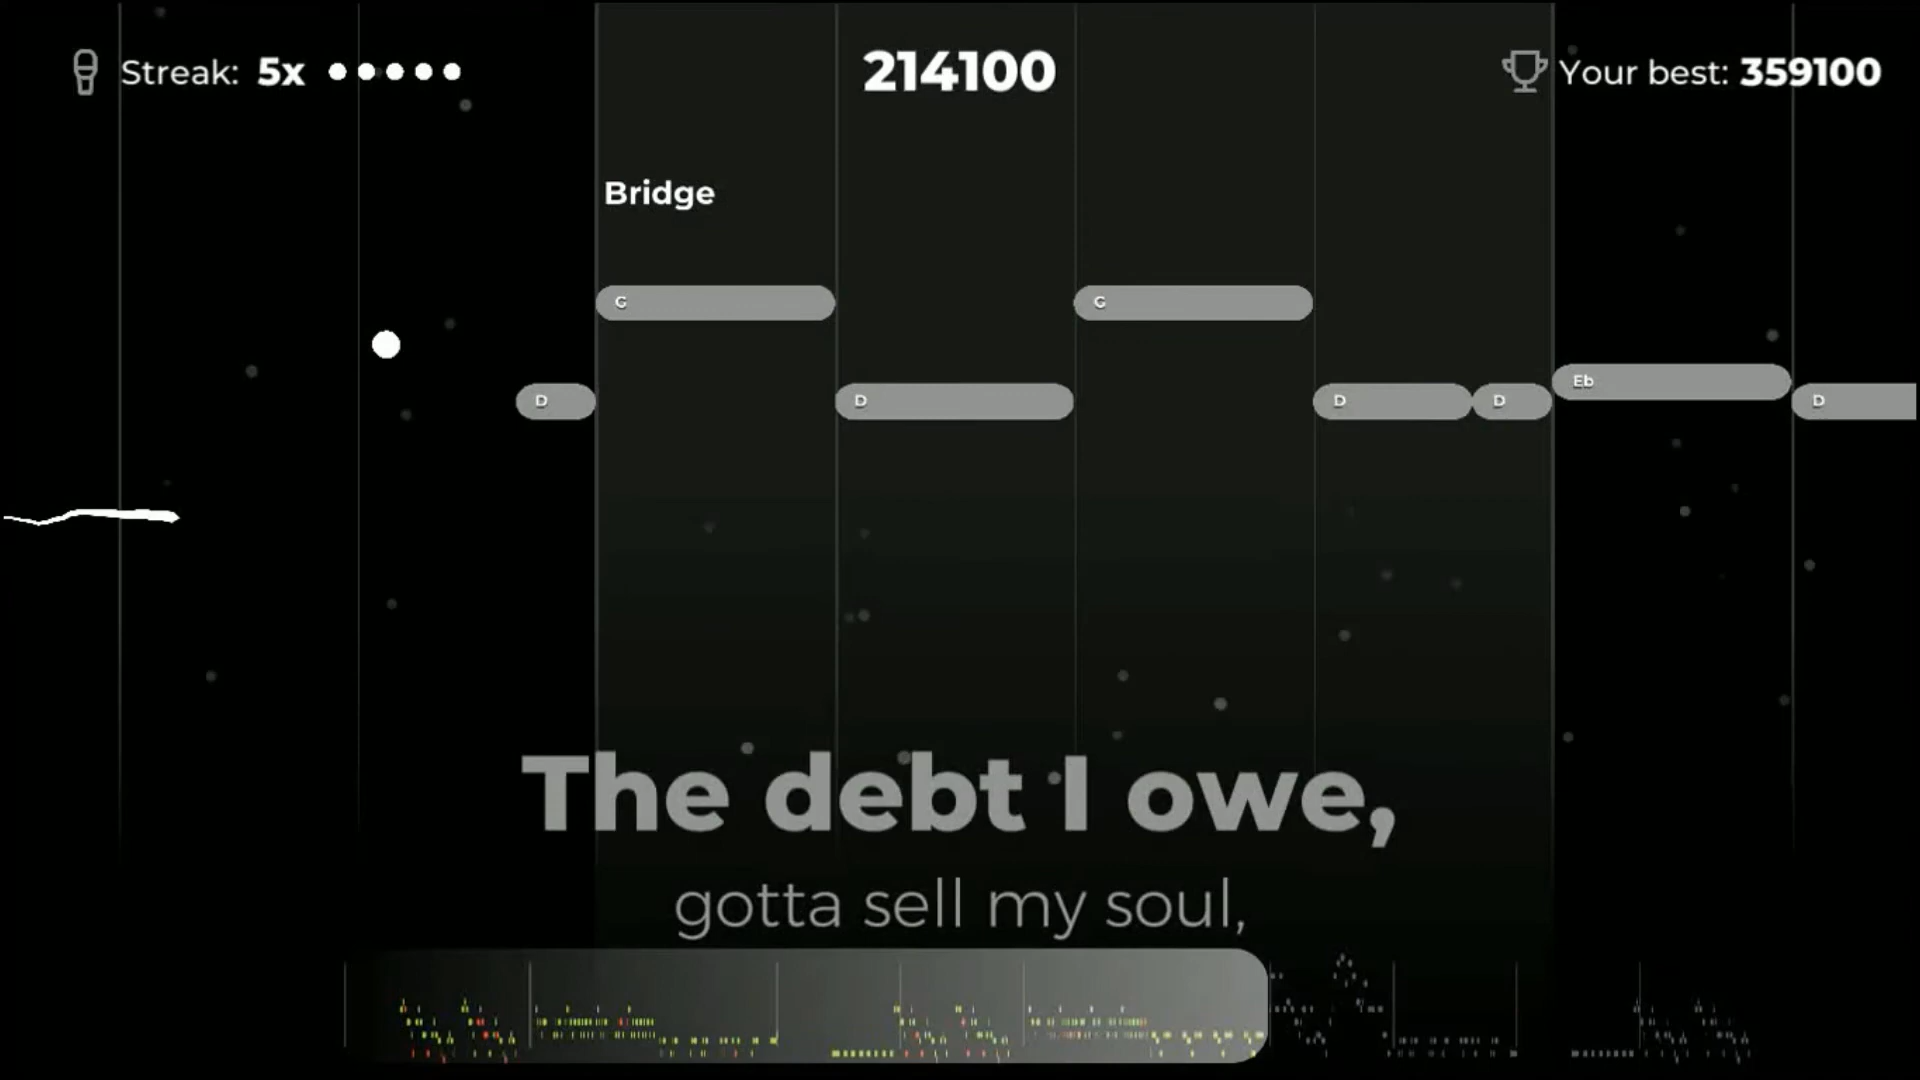 Streak: 5x
214100
Your best: 359100
Bridge
G
G
D
D
D
D
Eb
D
The debt I owe,
gotta sell my soul,